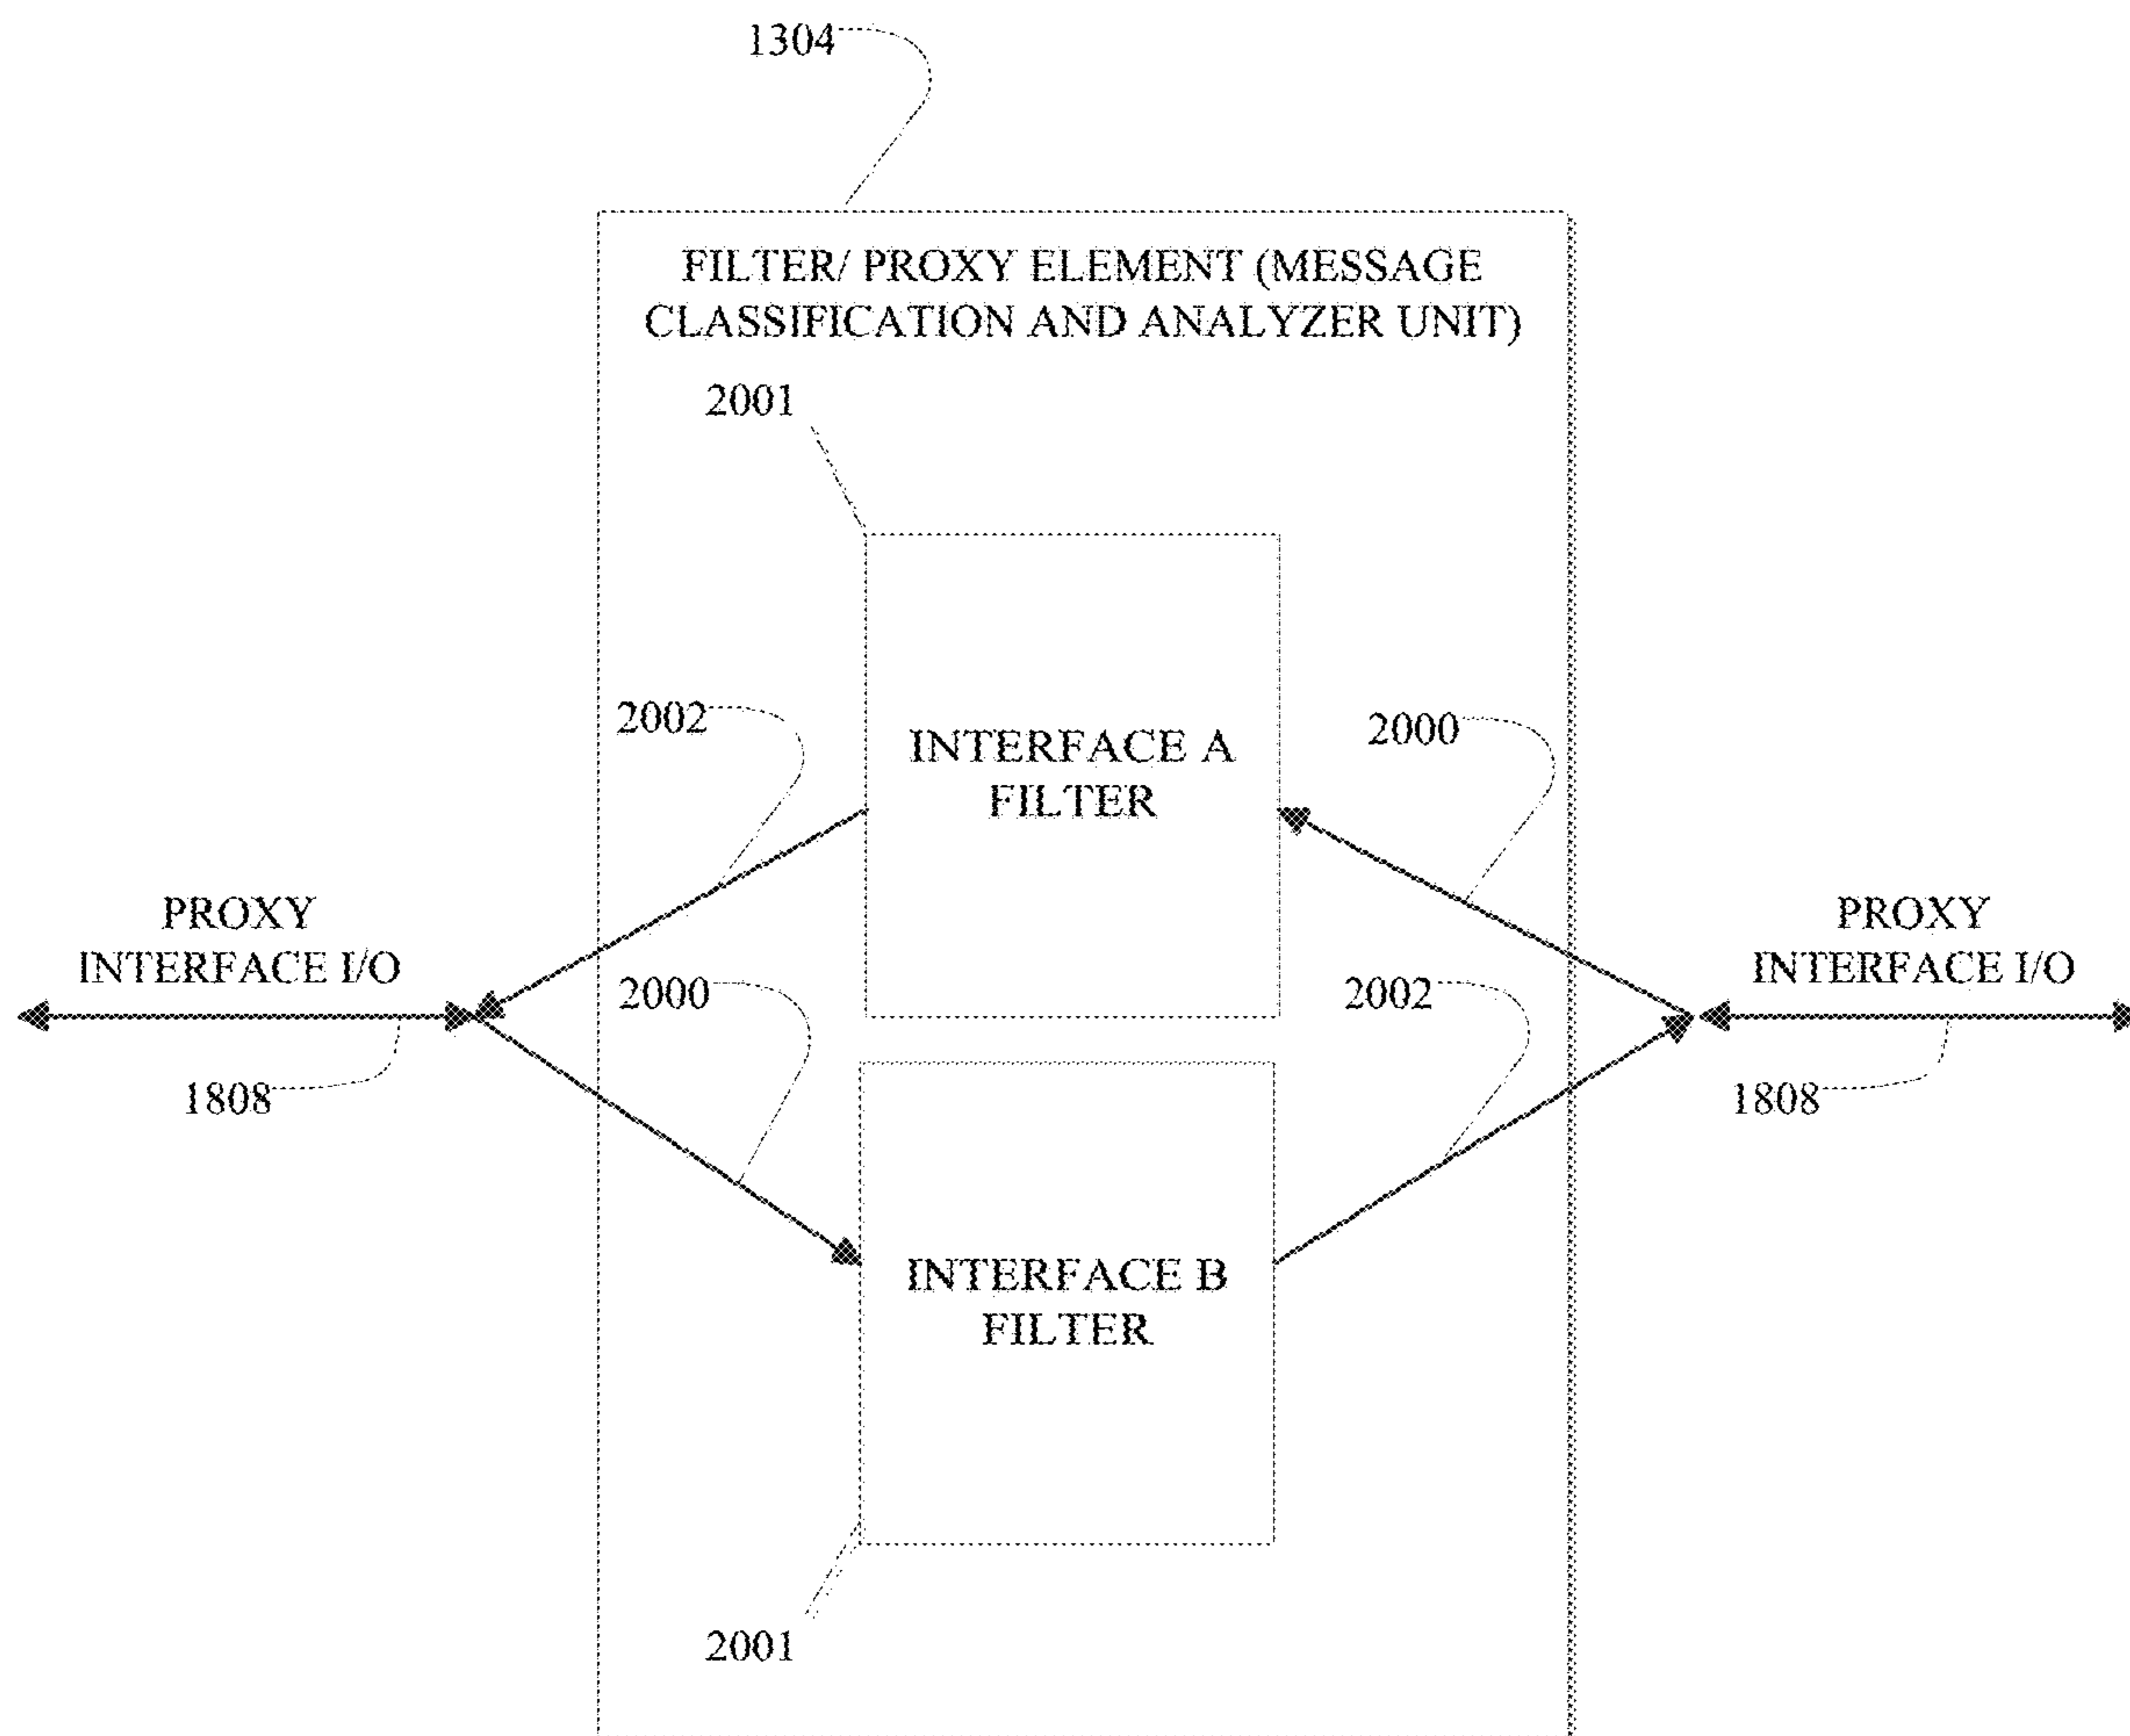 1304
FILTER/ PROXY ELEMENT (MESSAGE
CLASSIFICATION AND ANALYZER UNIT)
2001
2002
INTERFACE A
FILTER
2000
PROXY
INTERFACE I/O
PROXY
INTERFACE I/O
2000
2002
1808
1808
INTERFACE B
FILTER
2001